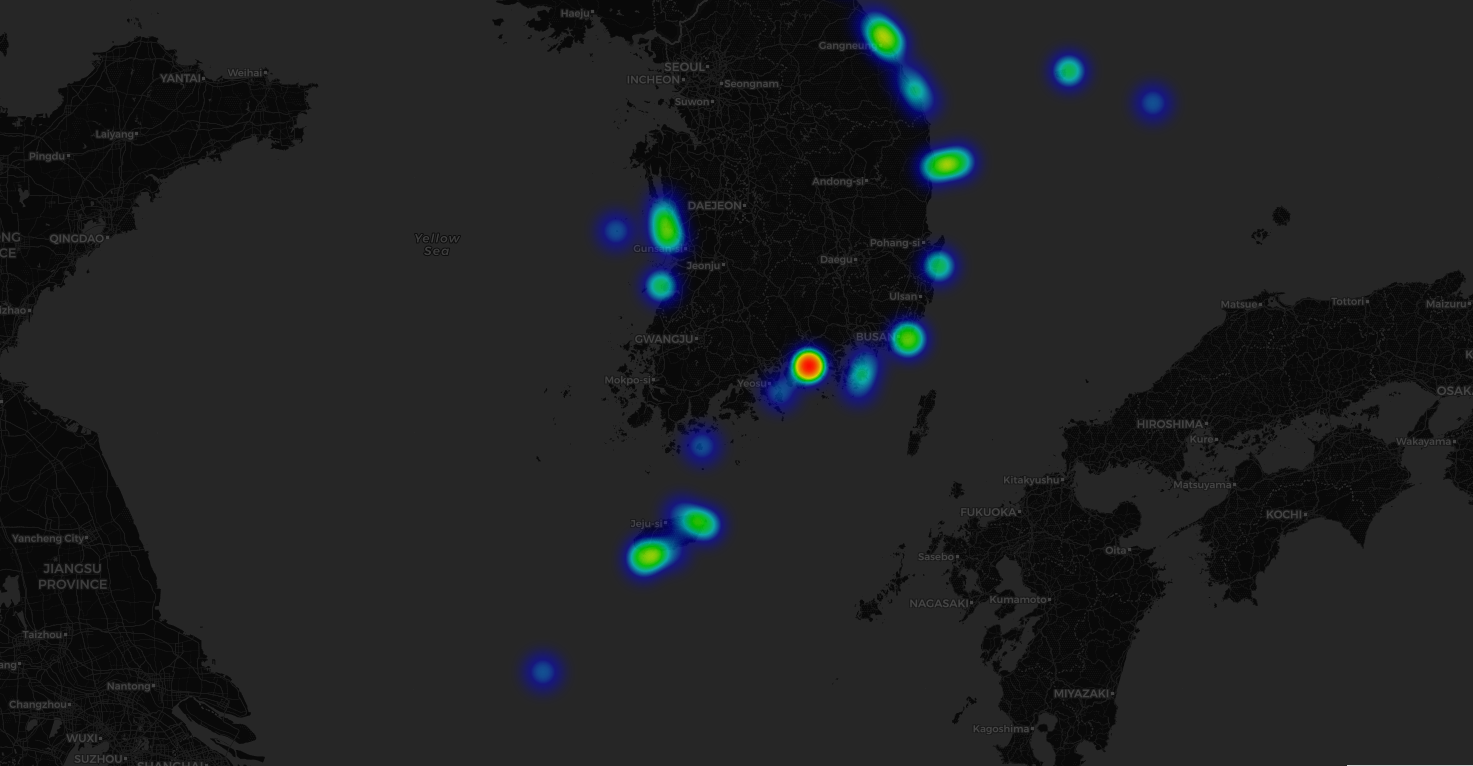 Haeju
Gangneung
SEOUL
INCHEON
Seongnam
Suwon
YANTAI
Weihai
Laiyang
Pingdu
Andong-si
DAEJEON
QINGDAO
Yellow
Sea
Pohang-si
Jeonju
Daegu
Ulsan
Matsue
Tottori
Maizuru
GWANGJU
BUSAN
Mokpo-si
Yeosu
HIROSHIMA
Kure
Wakayama
Kitakyushu
Matsuyama
FUKUOKA
KOCHI
Jeju-si
Yancheng City
Sasebo
Oita
JIANGSU
PROVINCE
NAGASAKI
Kumamoto
Taizhou
Nantong
MIYAZAKI
Changzhou
Kagoshima
WUXI
SUZHOU
SHANGHAI